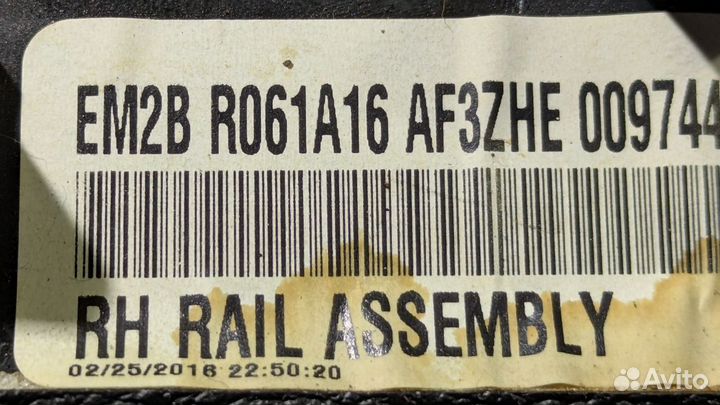 EM2B R061A16 AF3ZHE 009744
RH RAIL ASSEMBLY
02/25/2016 22:50:20
Avito